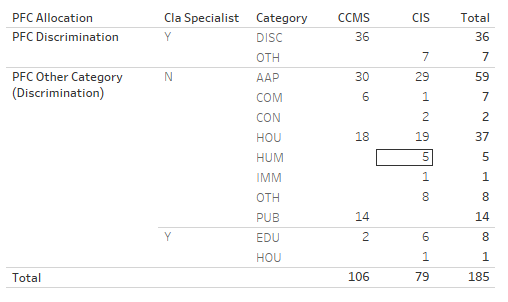 PFC Allocation Cla Specialist Category CCMS CIS Total
PFC Discrimination Y DISC 36 36
OTH 7 7
PFC Other Category N AAP 30 29 59
(Discrimination)
COM 6 1 7
CON 2 2
HOU 18 19 37
HUM 5 5
IMM 1 1
OTH 8 8
PUB 14 14
Y EDU 2 6 8
HOU 1 1
Total 106 79 185